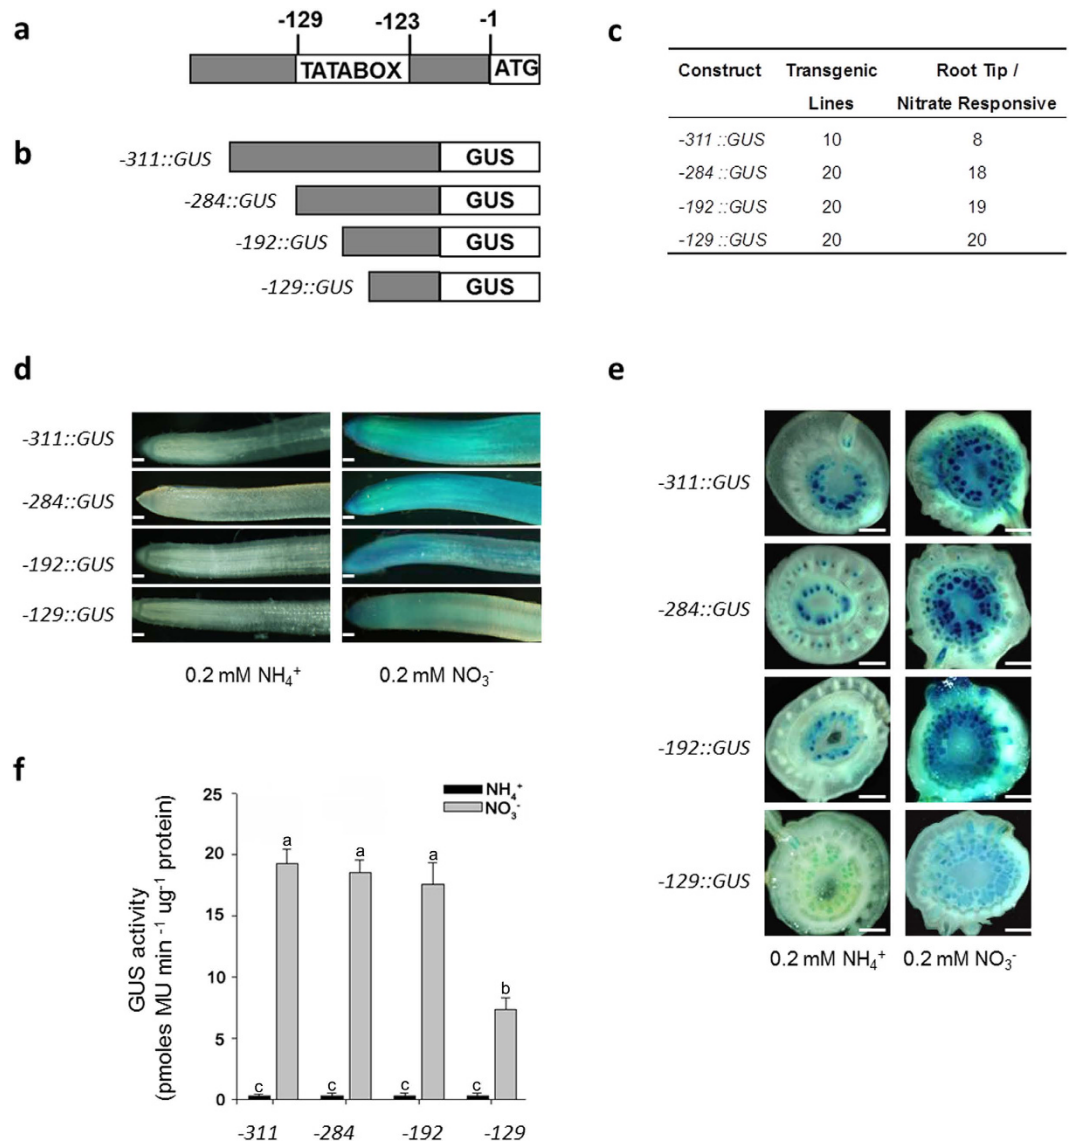 a
-129 -123 -1
TATABOX ATG
b
-311::GUS GUS
-284::GUS GUS
-192::GUS GUS
-129::GUS GUS
c
Construct Transgenic Lines Root Tip / Nitrate Responsive
-311 ::GUS 10 8
-284 ::GUS 20 18
-192 ::GUS 20 19
-129 ::GUS 20 20
d
-311::GUS
-284::GUS
-192::GUS
-129::GUS
0.2 mM NH₄⁺ 0.2 mM NO₃⁻
e
-311::GUS
-284::GUS
-192::GUS
-129::GUS
0.2 mM NH₄⁺ 0.2 mM NO₃⁻
f
GUS activity
(pmoles MU min ⁻¹ ug⁻¹ protein)
25
20
15
10
5
0
NH₄⁺
NO₃⁻
a a a b
c c c c
-311 -284 -192 -129